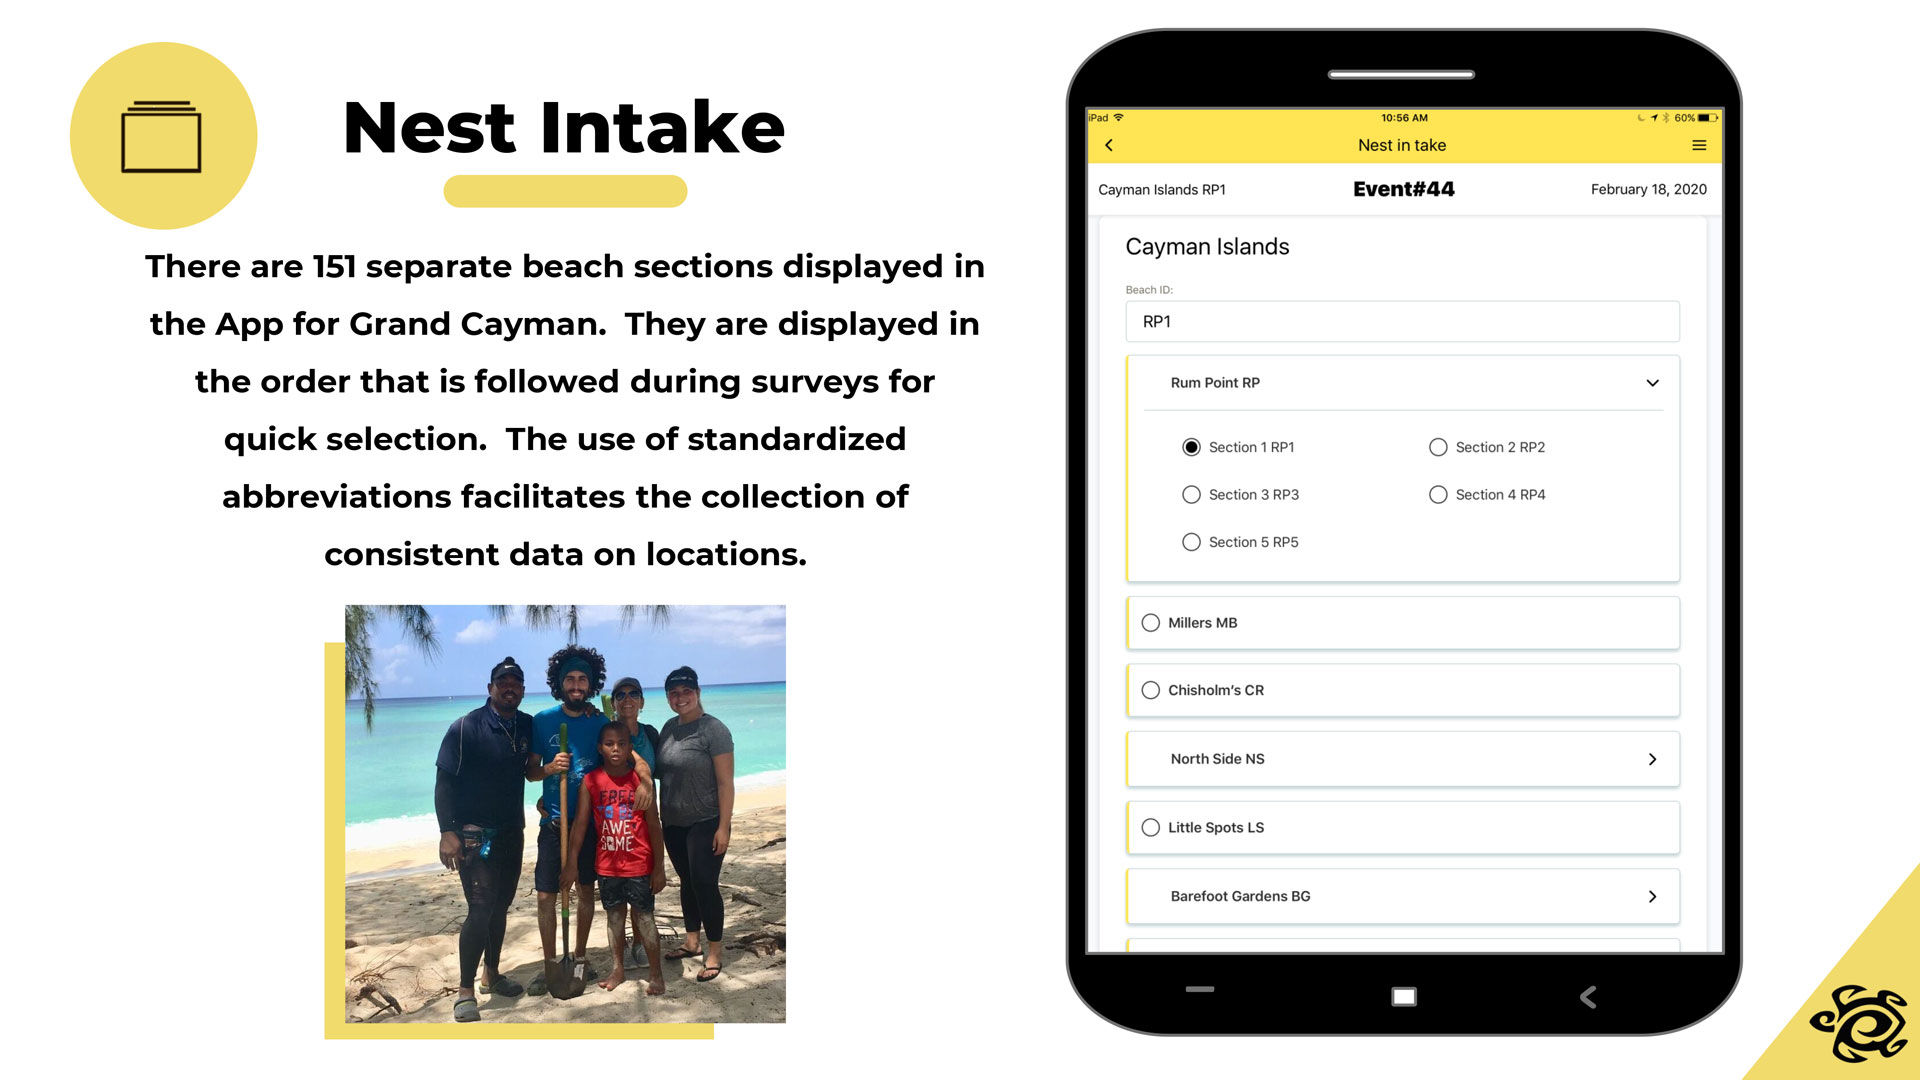 Nest Intake
There are 151 separate beach sections displayed in
the App for Grand Cayman.  They are displayed in
the order that is followed during surveys for
quick selection.  The use of standardized
abbreviations facilitates the collection of
consistent data on locations.
FREE
TO BE
AWE
SOME
iPad
10:56 AM
60%
Nest in take
Cayman Islands RP1
Event#44
February 18, 2020
Cayman Islands
Beach ID:
RP1
Rum Point RP
Section 1 RP1
Section 2 RP2
Section 3 RP3
Section 4 RP4
Section 5 RP5
Millers MB
Chisholm’s CR
North Side NS
Little Spots LS
Barefoot Gardens BG